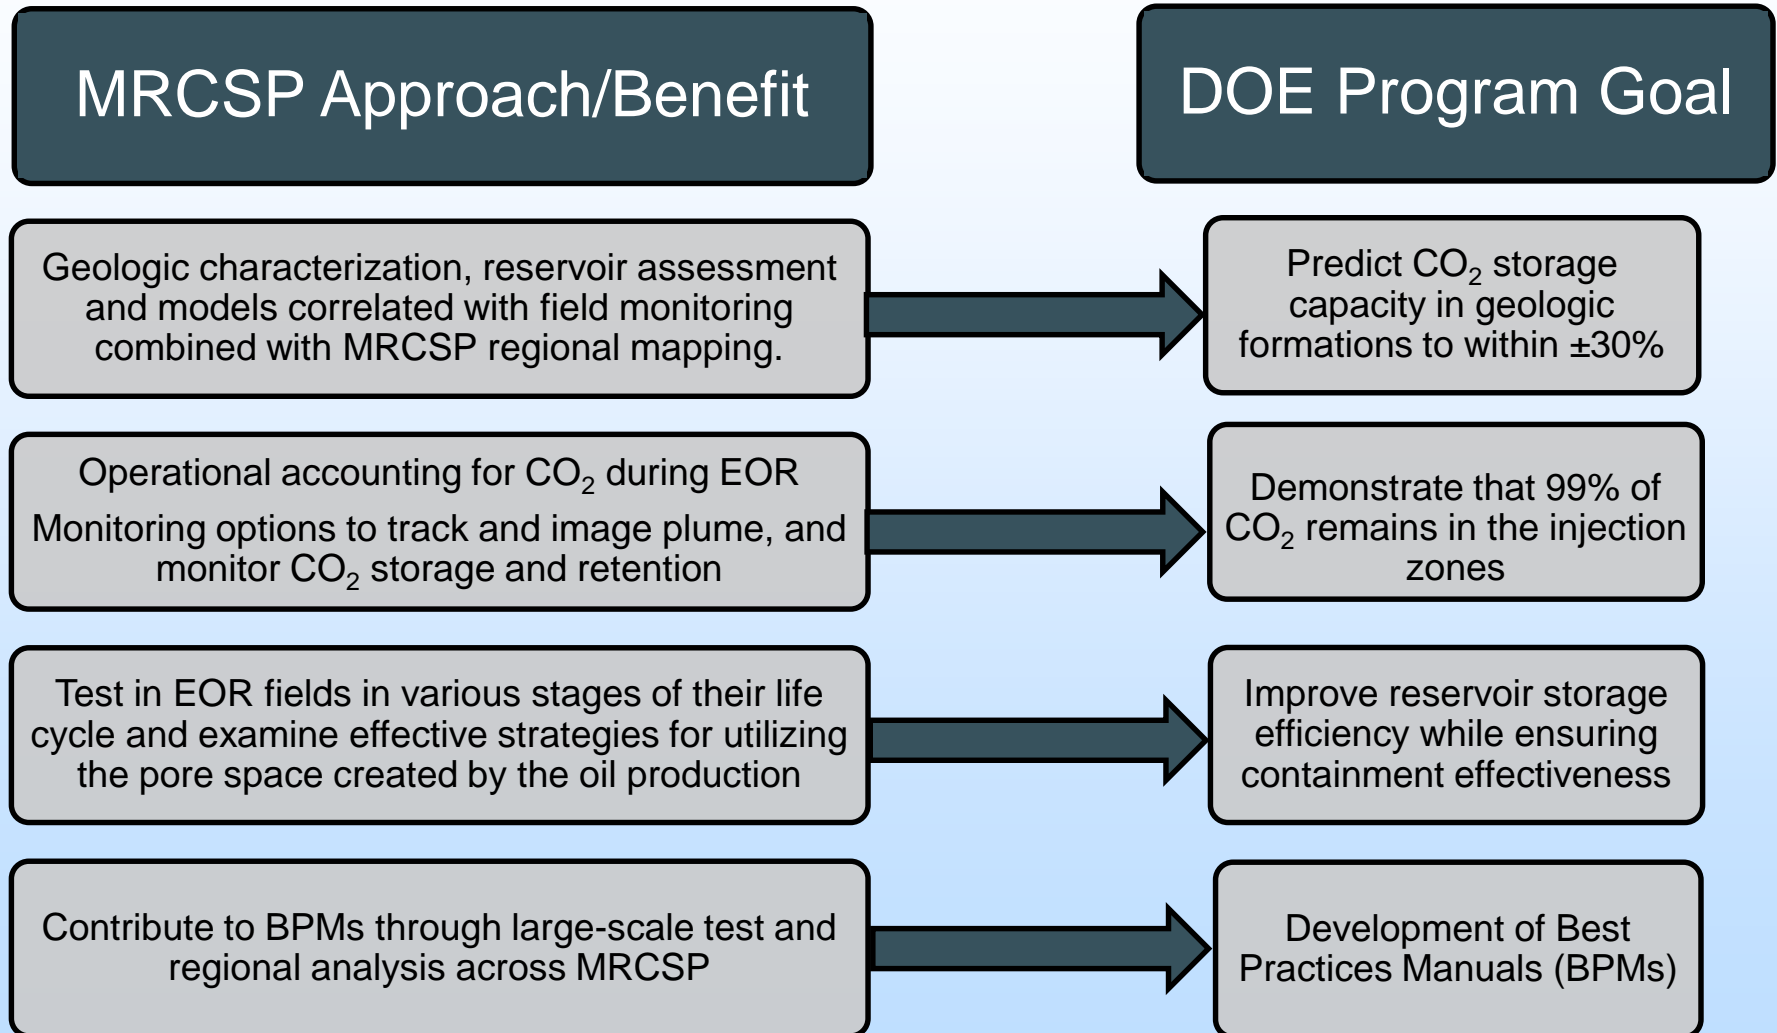 MRCSP Approach/Benefit
DOE Program Goal
Geologic characterization, reservoir assessment
and models correlated with field monitoring
combined with MRCSP regional mapping.
Predict CO₂ storage
capacity in geologic
formations to within ±30%
Operational accounting for CO₂ during EOR
Monitoring options to track and image plume, and
monitor CO₂ storage and retention
Demonstrate that 99% of
CO₂ remains in the injection
zones
Test in EOR fields in various stages of their life
cycle and examine effective strategies for utilizing
the pore space created by the oil production
Improve reservoir storage
efficiency while ensuring
containment effectiveness
Contribute to BPMs through large-scale test and
regional analysis across MRCSP
Development of Best
Practices Manuals (BPMs)